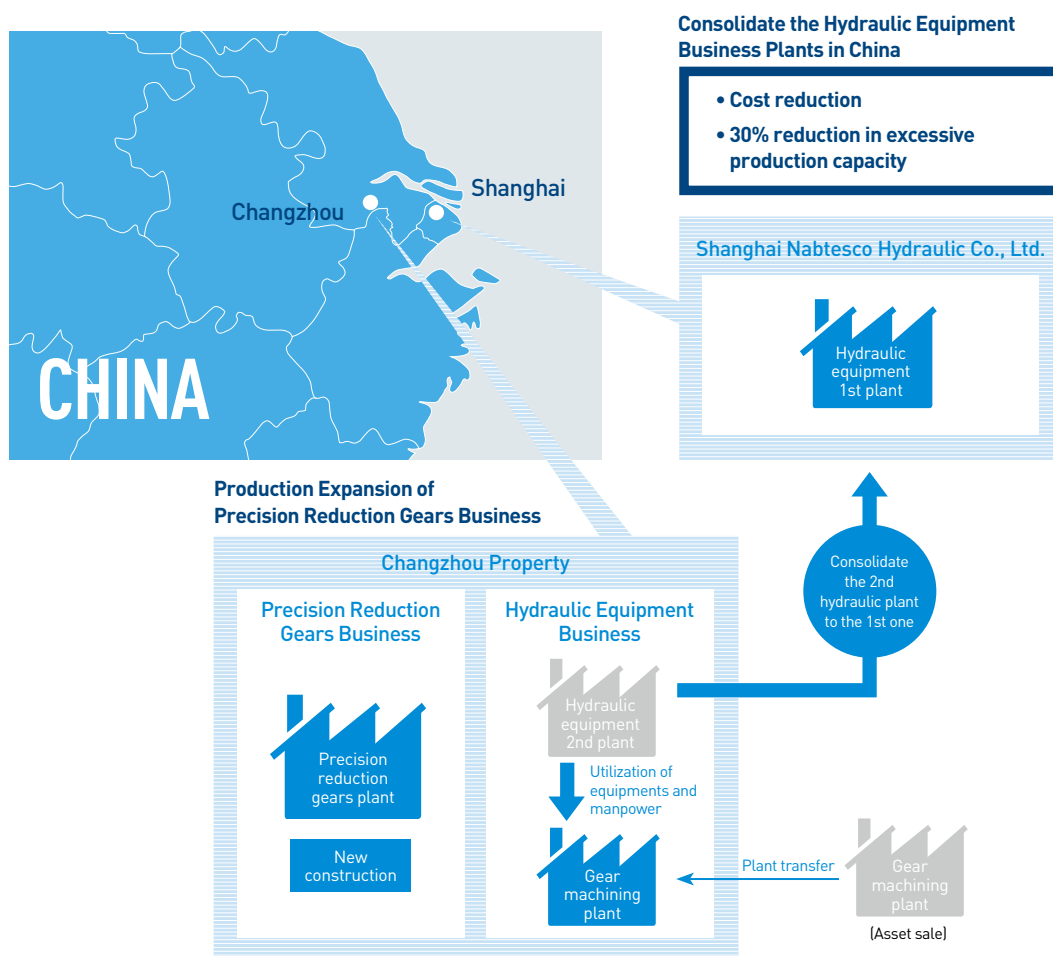 Consolidate the Hydraulic Equipment
Business Plants in China
• Cost reduction
• 30% reduction in excessive
production capacity
Shanghai
Changzhou
CHINA
Shanghai Nabtesco Hydraulic Co., Ltd.
Hydraulic
equipment
1st plant
Production Expansion of
Precision Reduction Gears Business
Changzhou Property
Precision Reduction
Gears Business
Hydraulic Equipment
Business
Consolidate
the 2nd
hydraulic plant
to the 1st one
Precision
reduction
gears plant
New
construction
Hydraulic
equipment
2nd plant
Utilization of
equipments and
manpower
Gear
machining
plant
Plant transfer
Gear
machining
plant
(Asset sale)